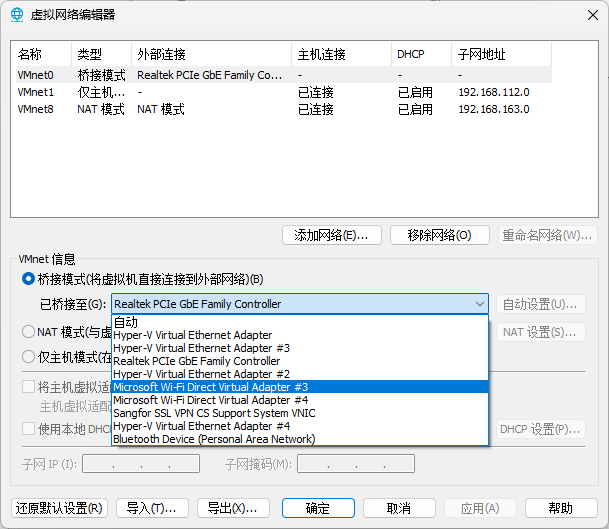 虚拟网络编辑器
名称 类型 外部连接 主机连接 DHCP 子网地址
VMnet0 桥接模式 Realtek PCIe GbE Family Co... - - -
VMnet1 仅主机... - 已连接 已启用 192.168.112.0
VMnet8 NAT 模式 NAT 模式 已连接 已启用 192.168.163.0
添加网络(E)... 移除网络(O) 重命名网络(W)...
VMnet 信息
桥接模式(将虚拟机直接连接到外部网络)(B)
已桥接至(G): Realtek PCIe GbE Family Controller 自动设置(U)...
自动
Hyper-V Virtual Ethernet Adapter
NAT 模式(与虚 NAT 设置(S)...
Hyper-V Virtual Ethernet Adapter #3
Realtek PCIe GbE Family Controller
仅主机模式(在
Hyper-V Virtual Ethernet Adapter #2
Microsoft Wi-Fi Direct Virtual Adapter #3
将主机虚拟适
Microsoft Wi-Fi Direct Virtual Adapter #4
主机虚拟适配
Sangfor SSL VPN CS Support System VNIC
Hyper-V Virtual Ethernet Adapter #4
使用本地 DHC DHCP 设置(P)...
Bluetooth Device (Personal Area Network)
子网 IP (I): . . . 子网掩码(M): . . .
还原默认设置(R) 导入(T)... 导出(X)... 确定 取消 应用(A) 帮助